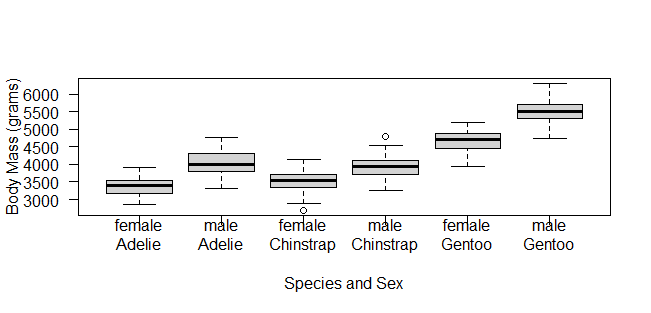 Body Mass (grams)
6000
5500
5000
4500
4000
3500
3000
female male female male female male
Adelie Adelie Chinstrap Chinstrap Gentoo Gentoo
Species and Sex